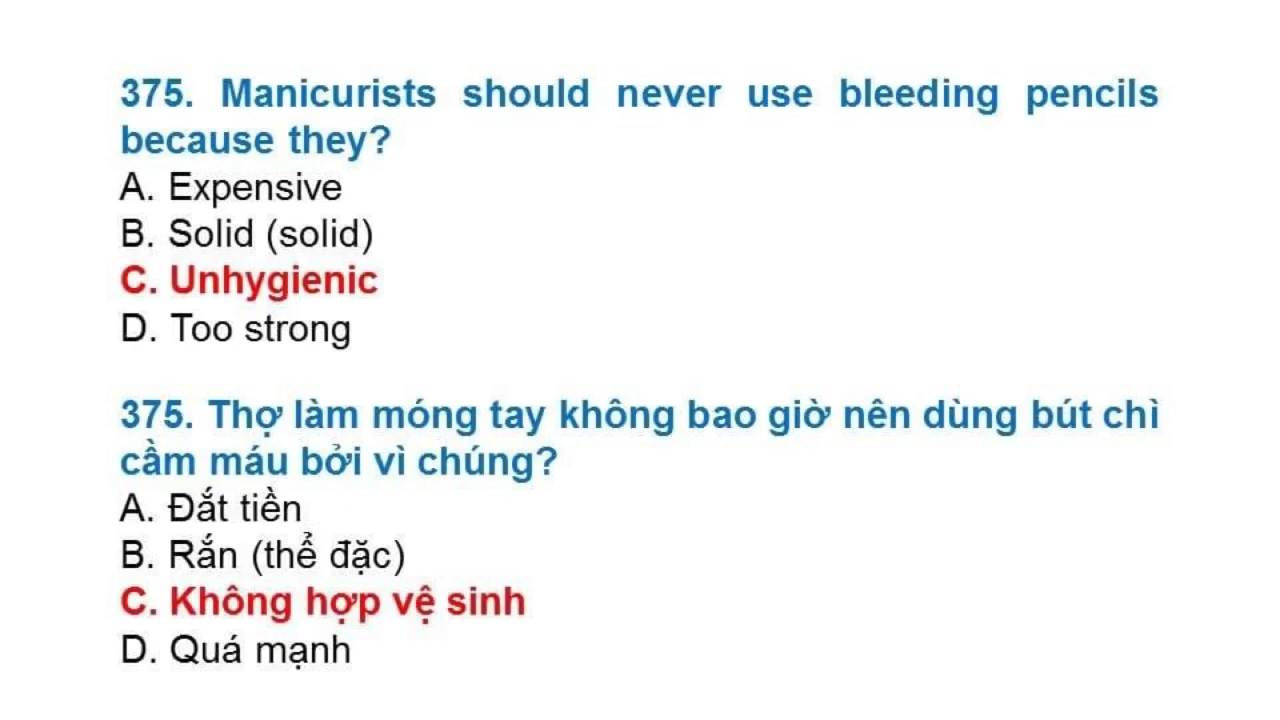 375. Manicurists should never use bleeding pencils
because they?
A. Expensive
B. Solid (solid)
C. Unhygienic
D. Too strong
375. Thợ làm móng tay không bao giờ nên dùng bút chì
cầm máu bởi vì chúng?
A. Đắt tiền
B. Rắn (thể đặc)
C. Không hợp vệ sinh
D. Quá mạnh